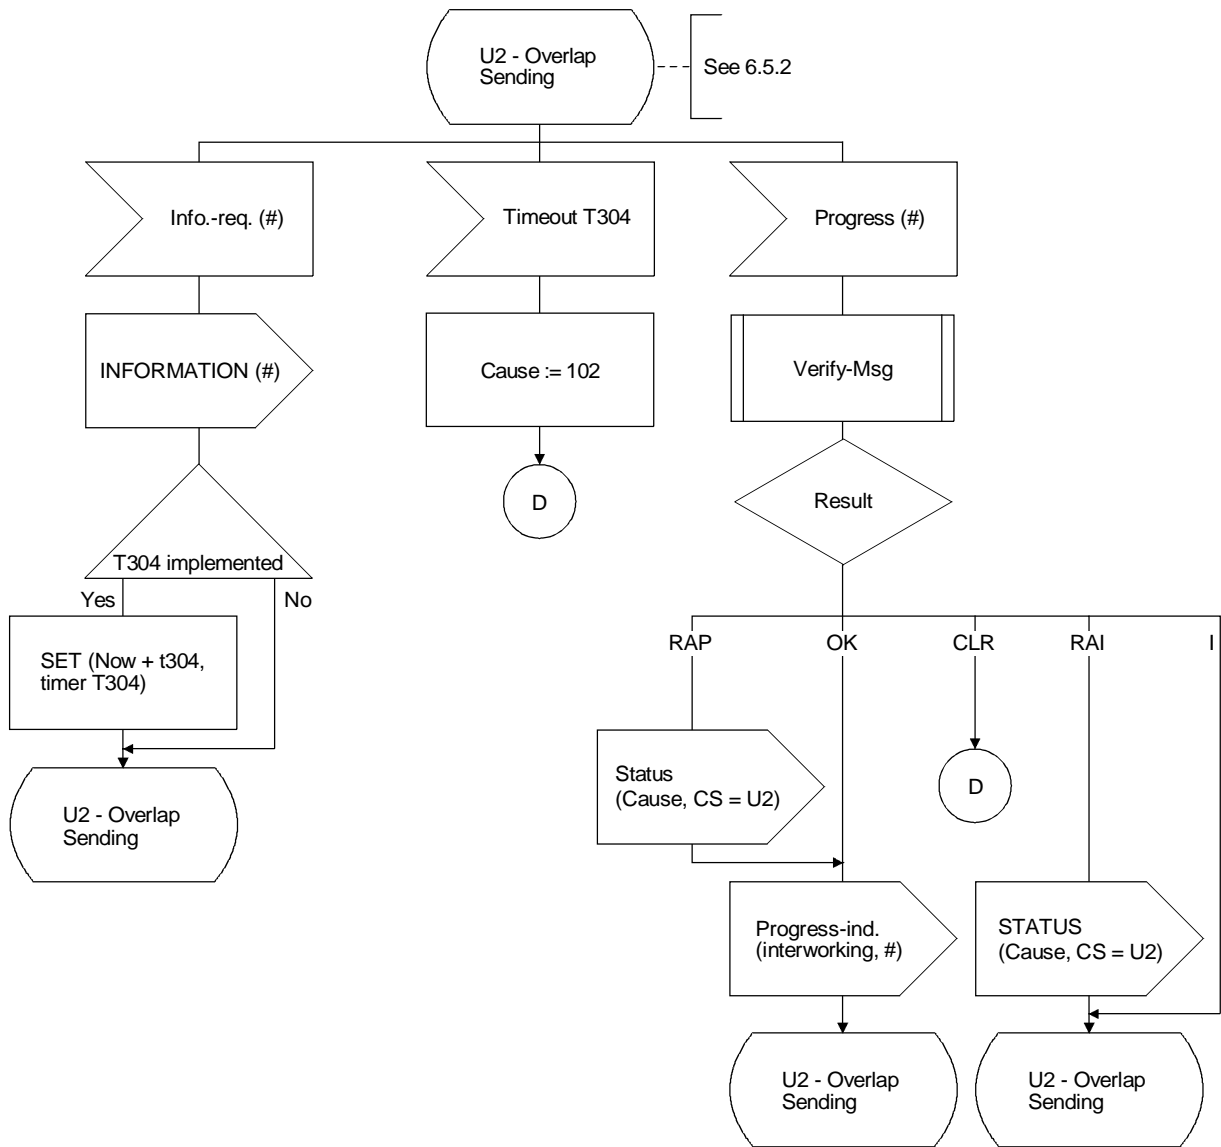 U2 - Overlap
Sending
See 6.5.2
Info.-req. (#)
Timeout T304
Progress (#)
INFORMATION (#)
Cause := 102
Verify-Msg
D
Result
T304 implemented
Yes
No
SET (Now + t304,
timer T304)
RAP
OK
CLR
RAI
I
Status
(Cause, CS = U2)
D
U2 - Overlap
Sending
Progress-ind.
(interworking, #)
STATUS
(Cause, CS = U2)
U2 - Overlap
Sending
U2 - Overlap
Sending